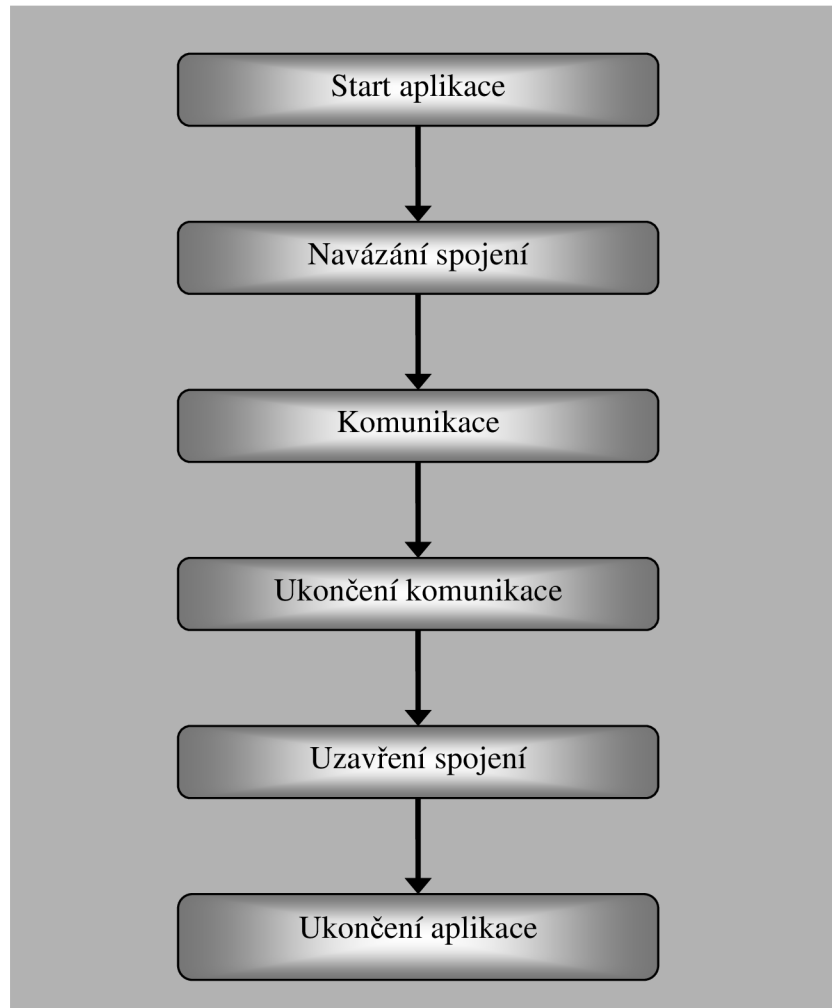 Start aplikace
Navázání spojení
Komunikace
Ukončení komunikace
Uzavření spojení
Ukončení aplikace